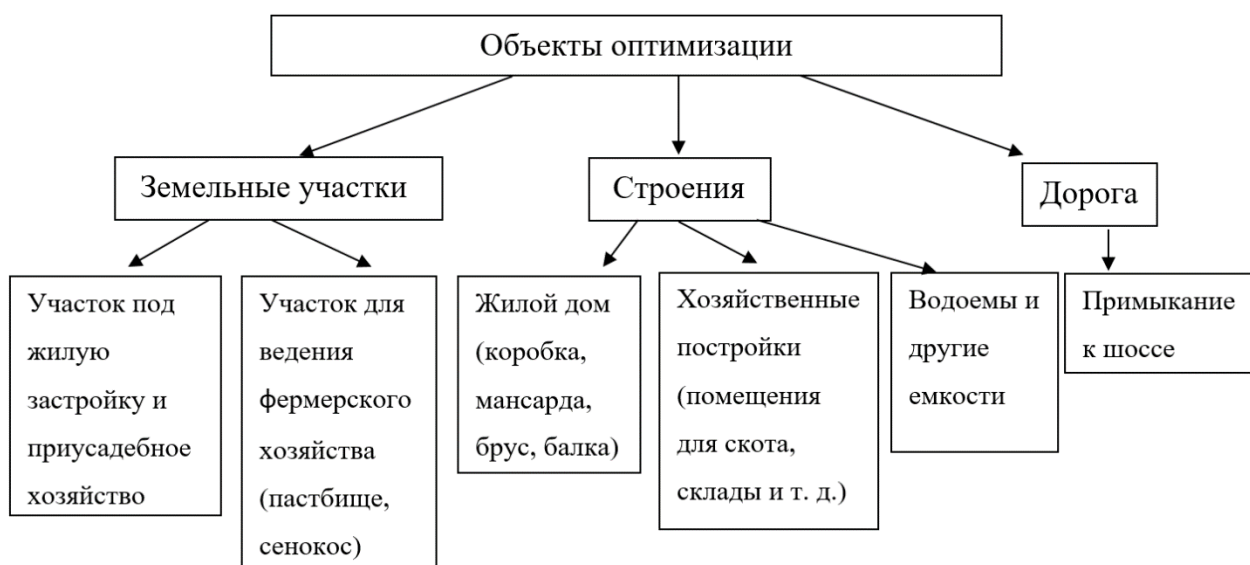 Объекты оптимизации
Земельные участки
Строения
Дорога
Участок под
жилую
застройку и
приусадебное
хозяйство
Участок для
ведения
фермерского
хозяйства
(пастбище,
сенокос)
Жилой дом
(коробка,
мансарда,
брус, балка)
Хозяйственные
постройки
(помещения
для скота,
склады и т. д.)
Водоемы и
другие
емкости
Примыкание
к шоссе